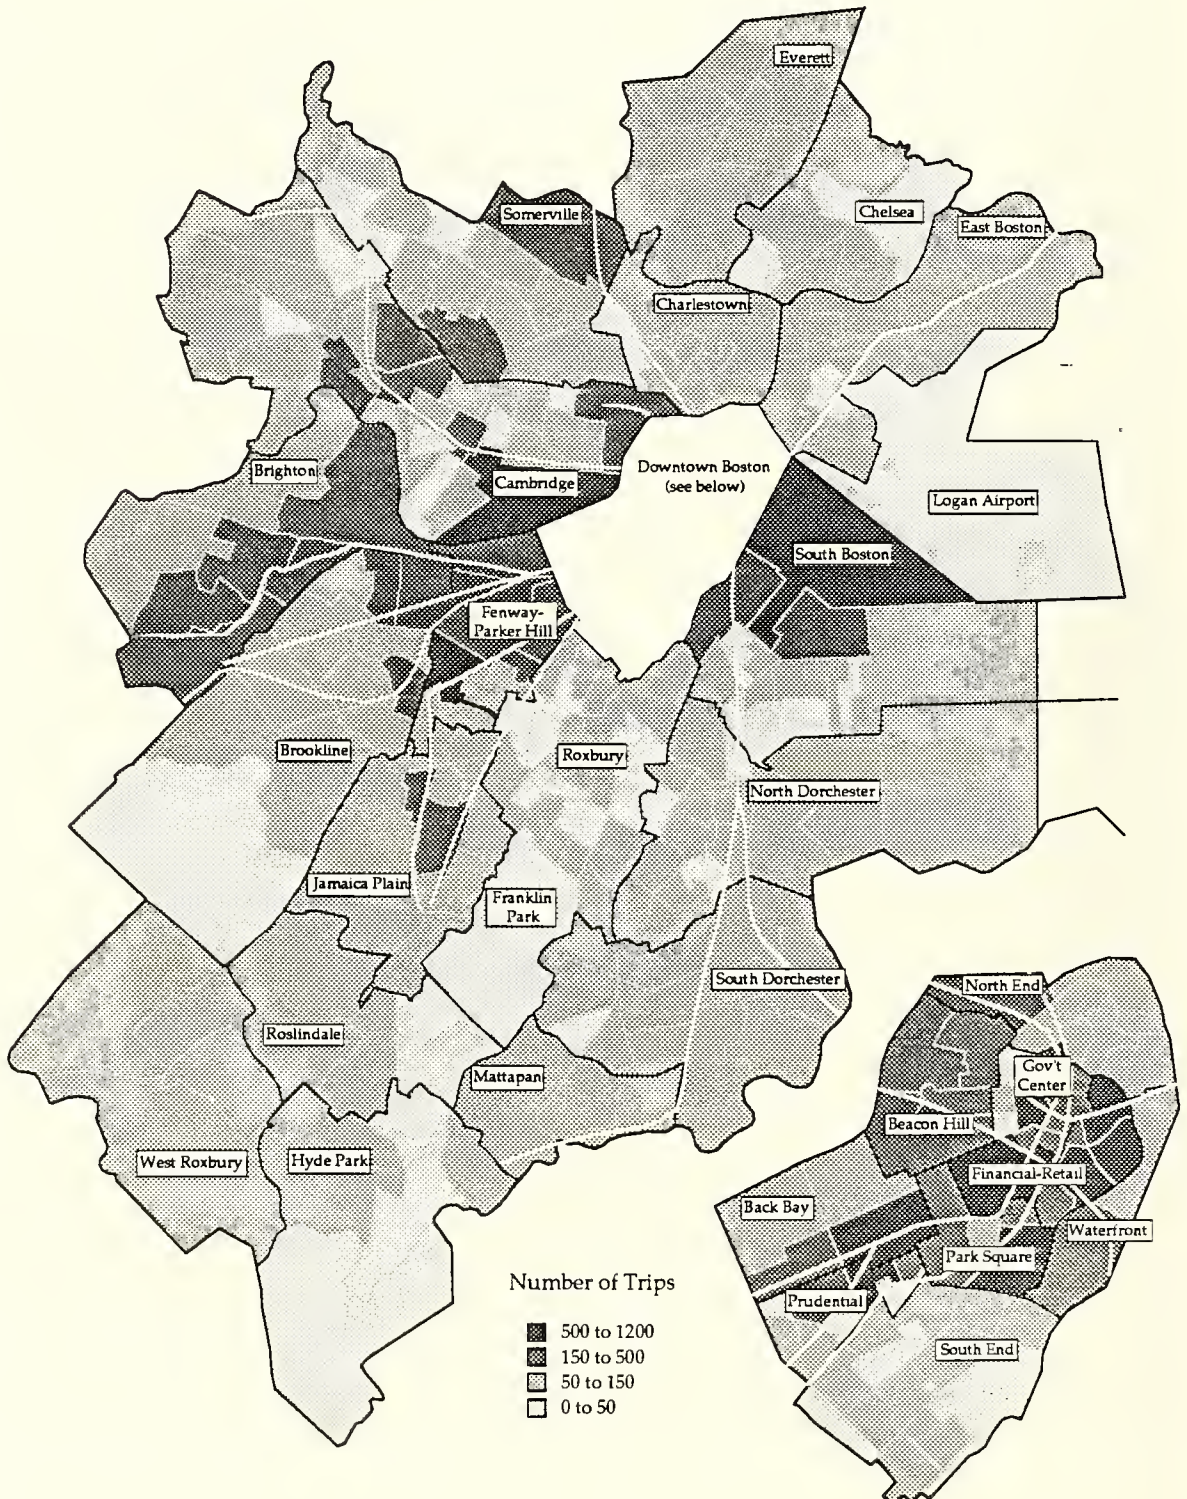 Everett
Somerville
Chelsea
East Boston
Charlestown
Brighton
Cambridge
Downtown Boston
(see below)
Logan Airport
South Boston
Fenway-
Parker Hill
Brookline
Roxbury
North Dorchester
Jamaica Plain
Franklin
Park
South Dorchester
North End
Roslindale
Mattapan
Gov't
Center
Beacon Hill
West Roxbury
Hyde Park
Financial-Retail
Back Bay
Waterfront
Park Square
Number of Trips
Prudential
500 to 1200
150 to 500
South End
50 to 150
0 to 50